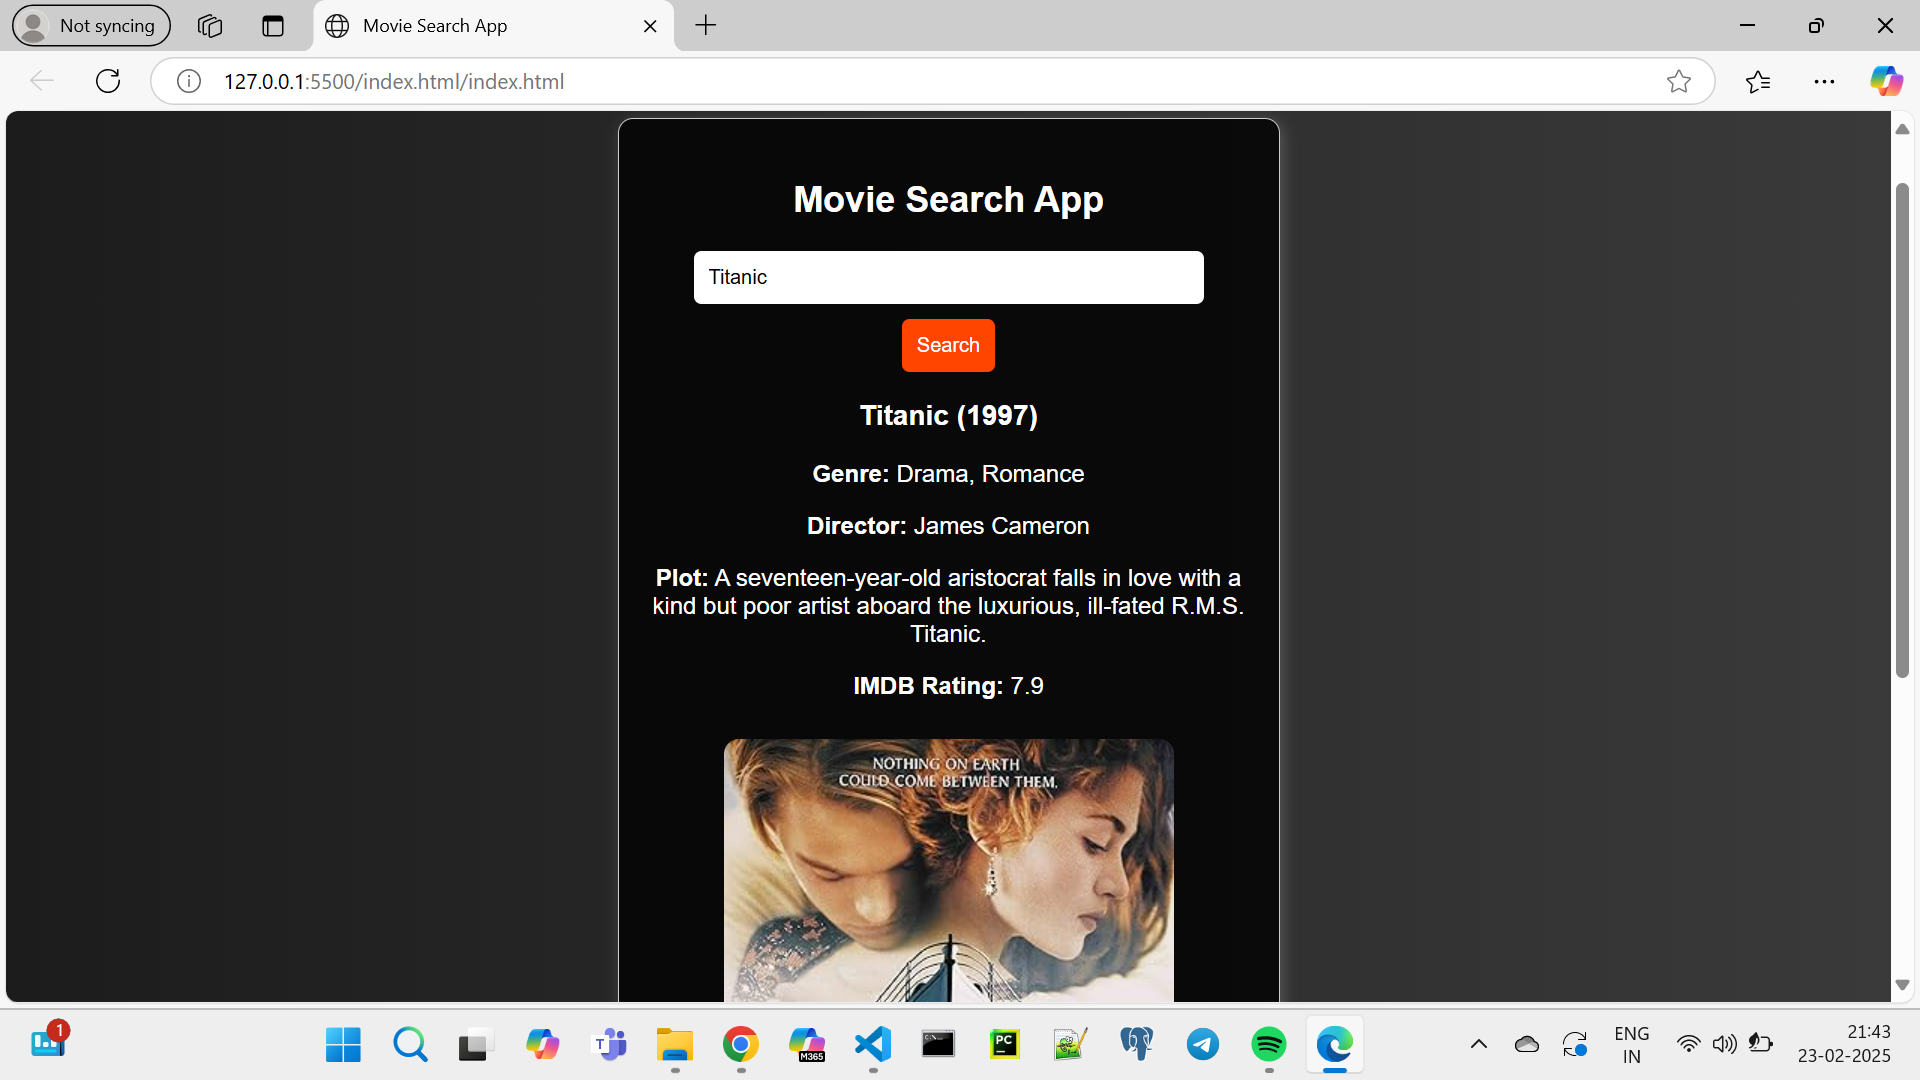 Not syncing
Movie Search App
127.0.0.1:5500/index.html/index.html
Movie Search App
Titanic
Search
Titanic (1997)
Genre: Drama, Romance
Director: James Cameron
Plot: A seventeen-year-old aristocrat falls in love with a
kind but poor artist aboard the luxurious, ill-fated R.M.S.
Titanic.
IMDB Rating: 7.9
NOTHING ON EARTH
COULD COME BETWEEN THEM.
1
T
M365
C:\
PC
ENG
IN
21:43
23-02-2025